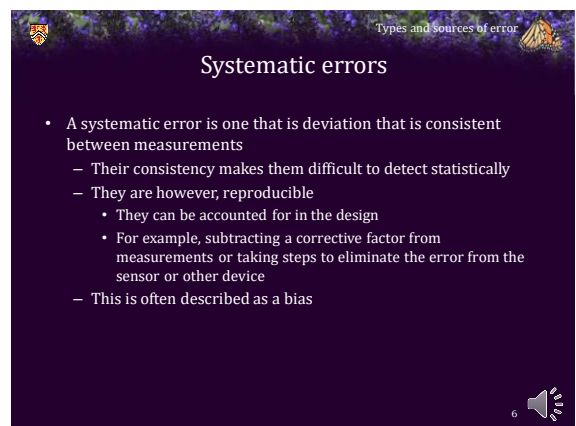 Types and sources of error
Systematic errors
• A systematic error is one that is deviation that is consistent
between measurements
– Their consistency makes them difficult to detect statistically
– They are however, reproducible
• They can be accounted for in the design
• For example, subtracting a corrective factor from
measurements or taking steps to eliminate the error from the
sensor or other device
– This is often described as a bias
6